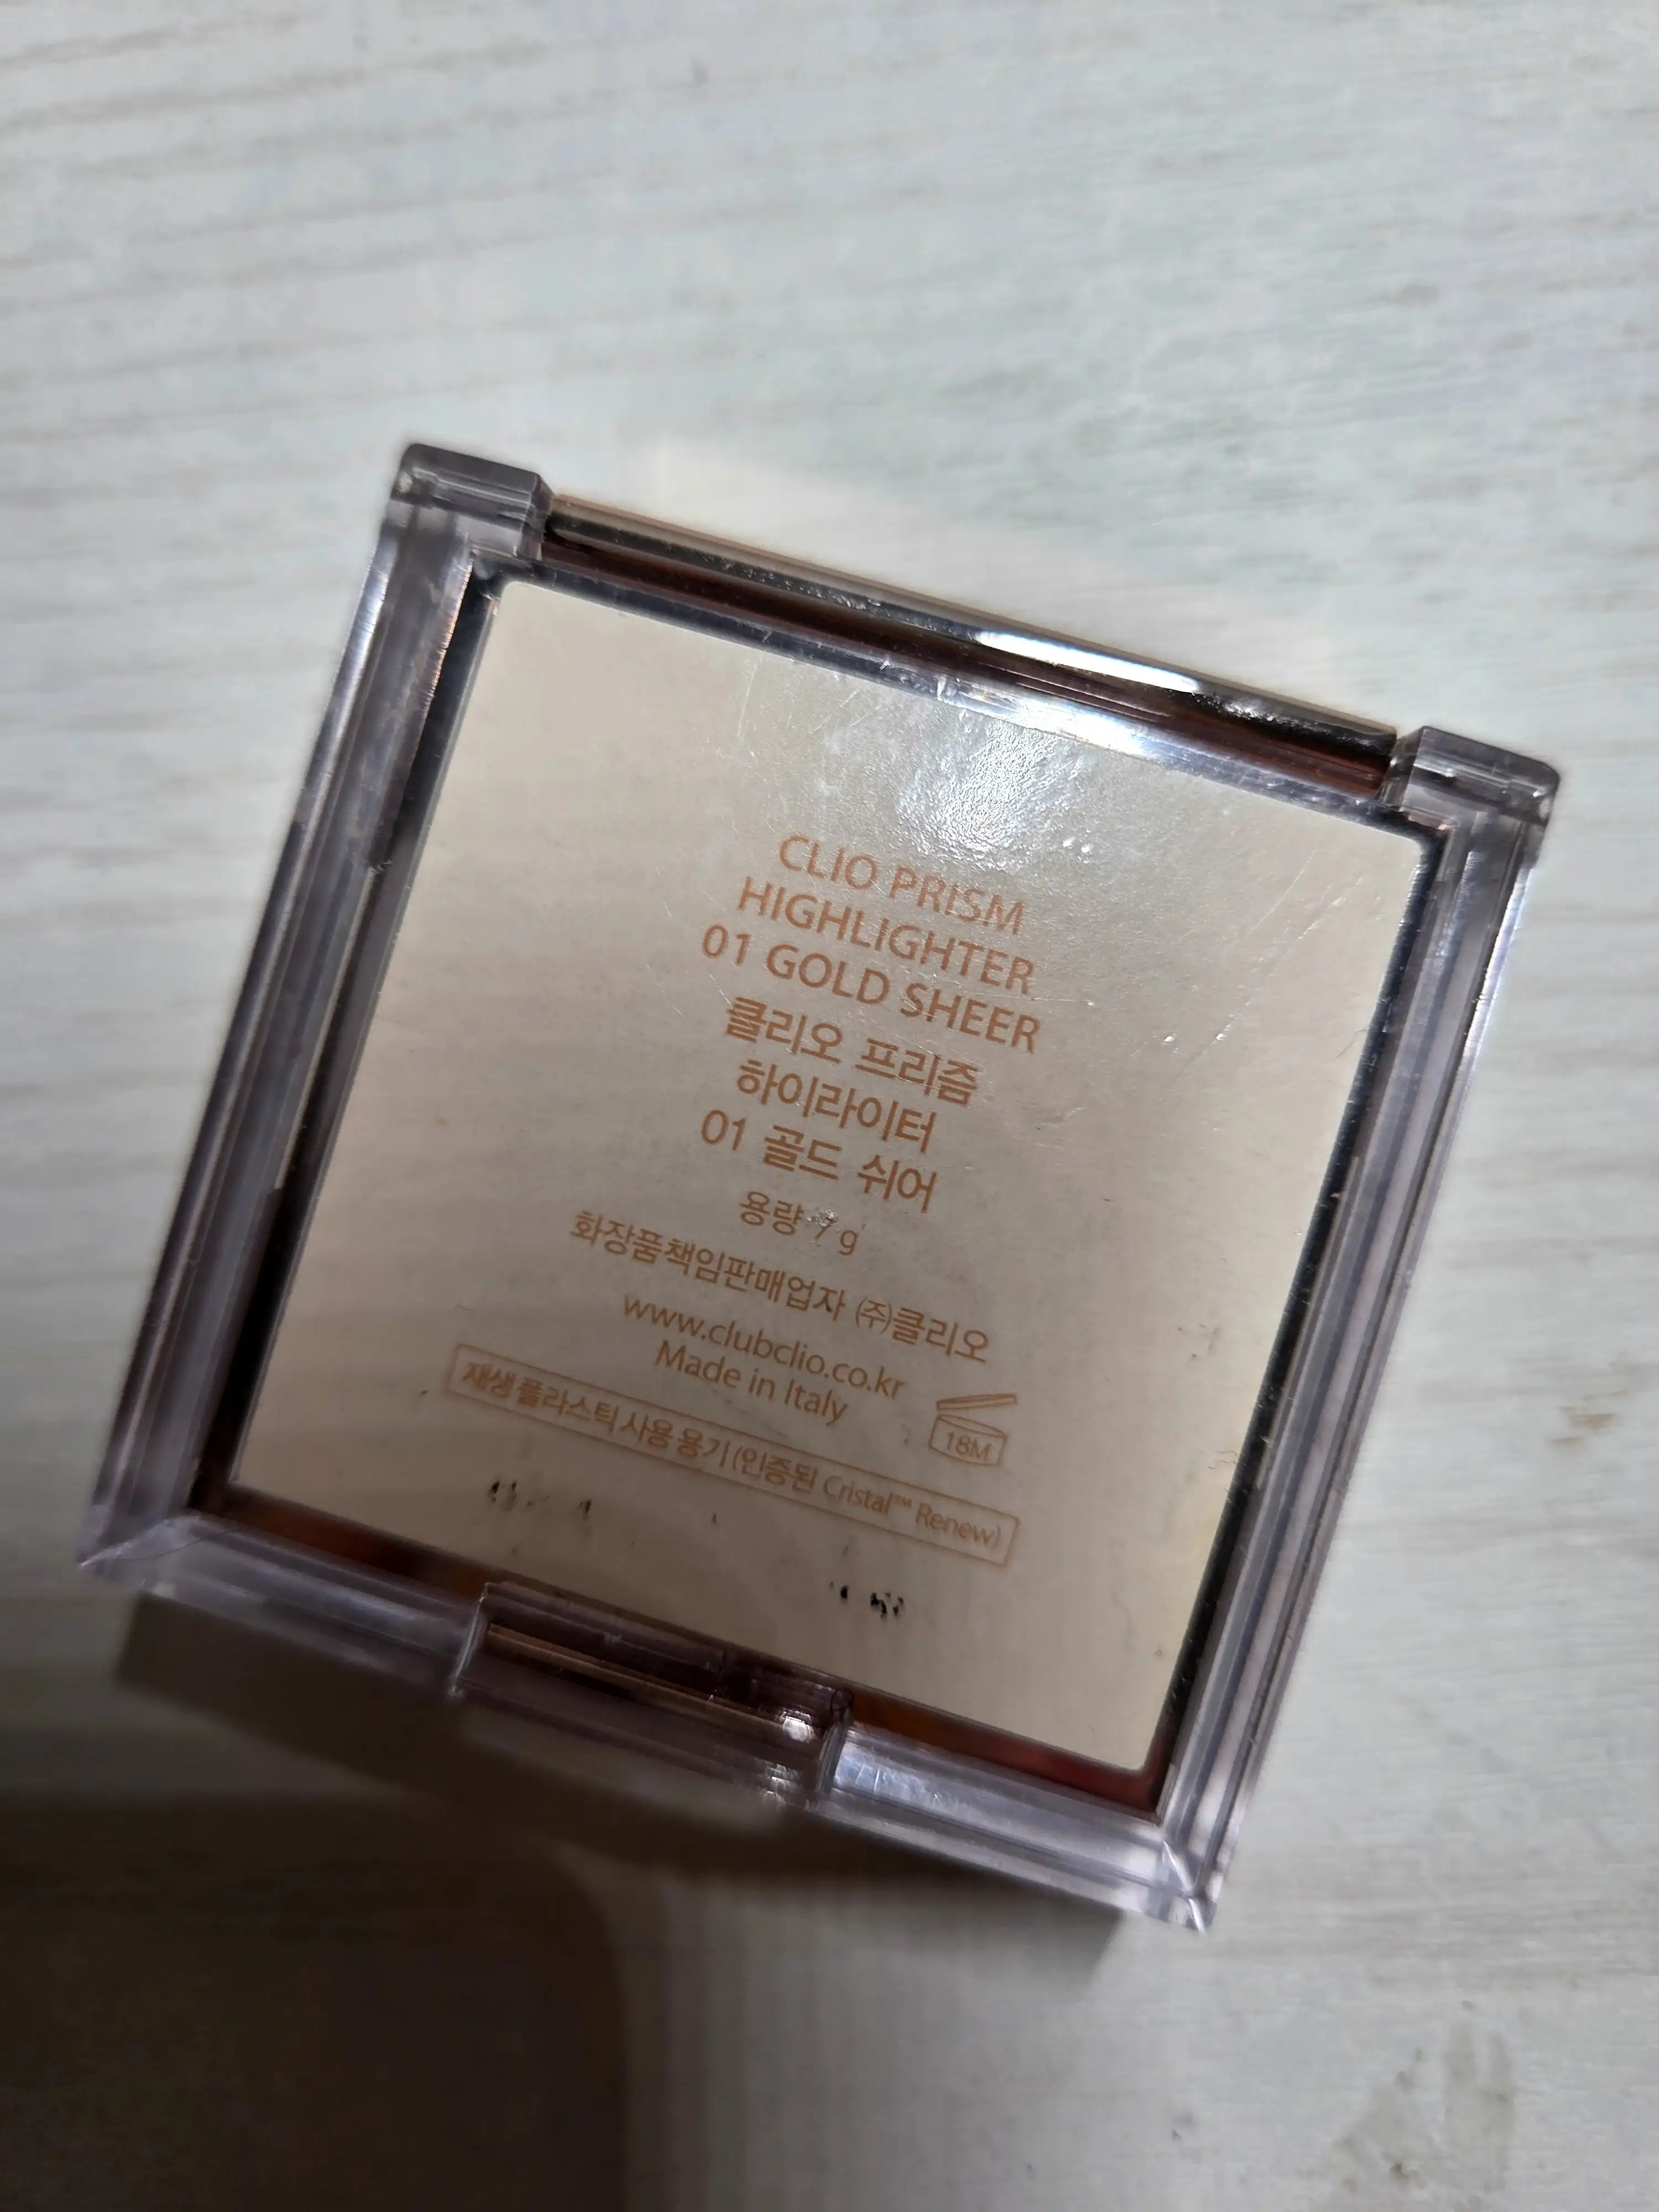 CLIO PRISM
HIGHLIGHTER
01 GOLD SHEER
클리오 프리즘
하이라이터
01 골드 쉬어
용량 7 g
화장품책임판매업자 ㈜클리오
www.clubclio.co.kr
Made in Italy
18M
재생 플라스틱 사용 용기 (인증된 Cristal™ Renew)